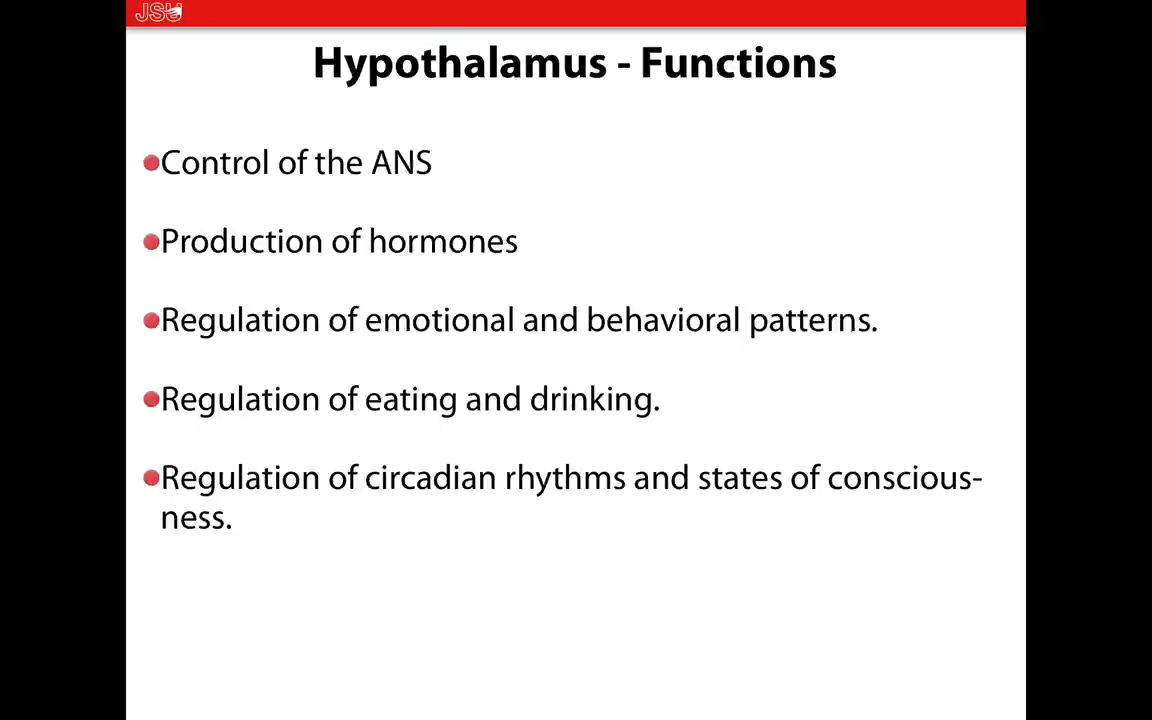 JSU
Hypothalamus - Functions
Control of the ANS
Production of hormones
Regulation of emotional and behavioral patterns.
Regulation of eating and drinking.
Regulation of circadian rhythms and states of conscious-
ness.